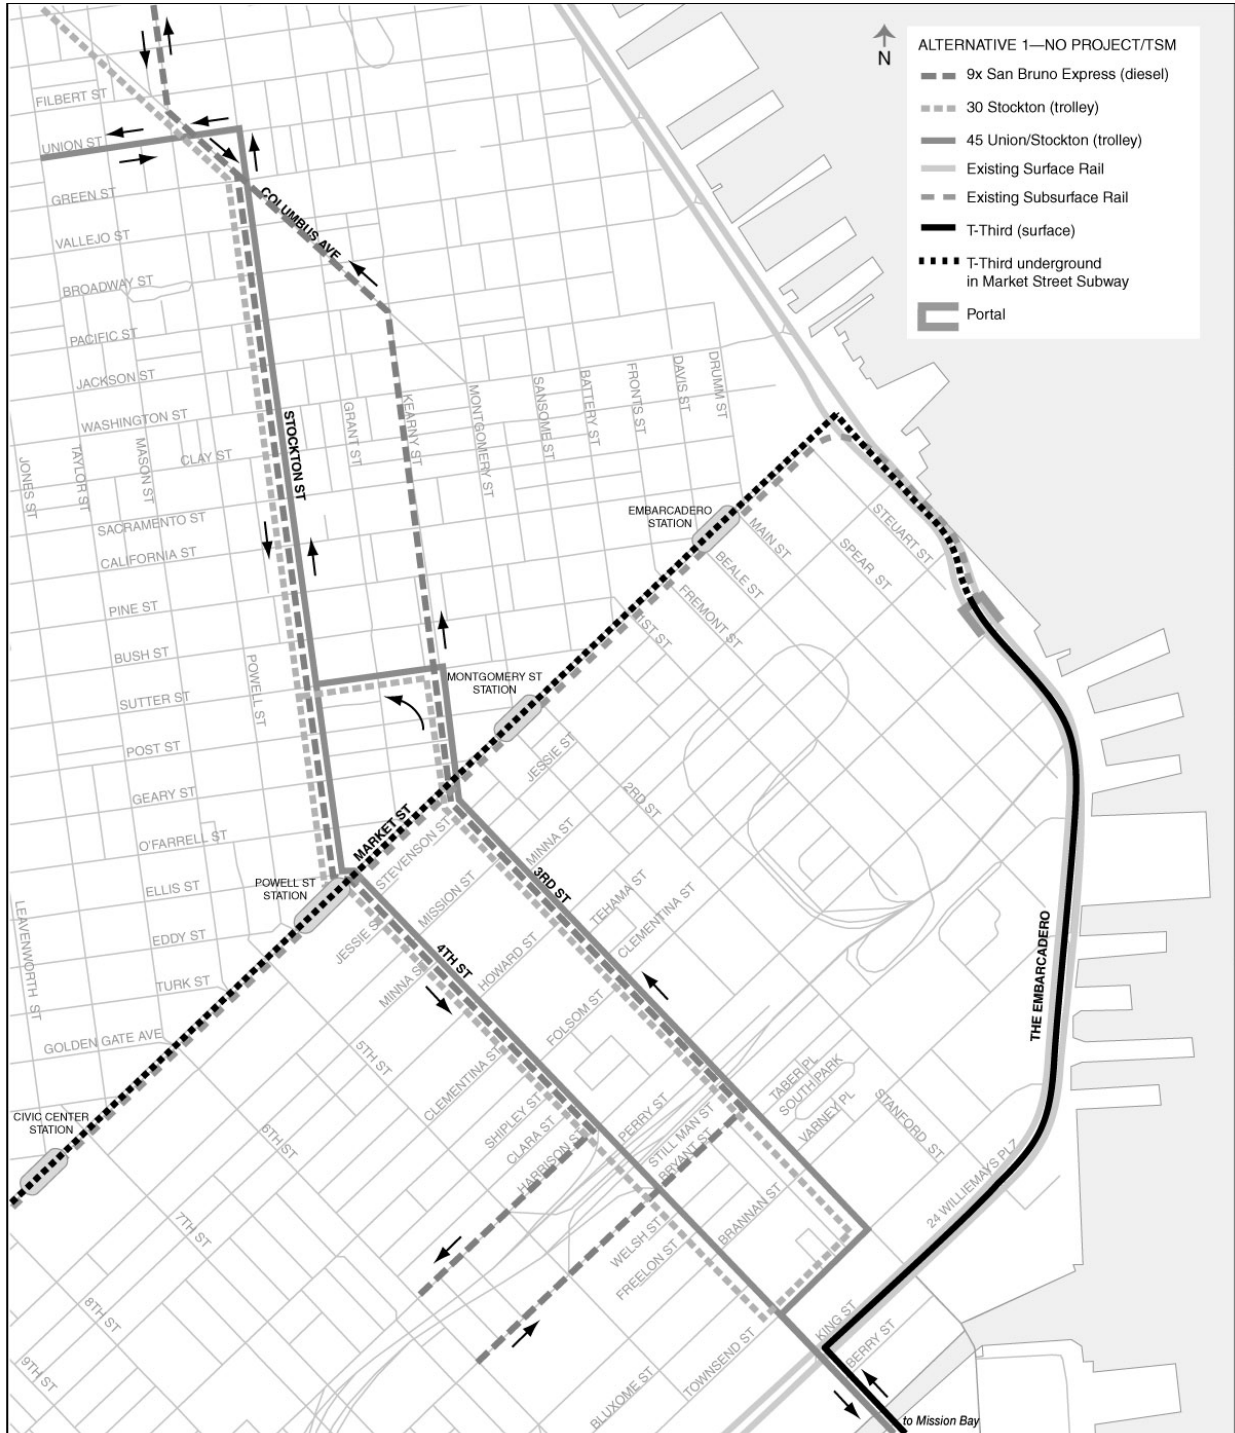 N
ALTERNATIVE 1—NO PROJECT/TSM
9x San Bruno Express (diesel)
30 Stockton (trolley)
45 Union/Stockton (trolley)
Existing Surface Rail
Existing Subsurface Rail
T-Third (surface)
T-Third underground
in Market Street Subway
Portal
FILBERT ST
UNION ST
GREEN ST
VALLEJO ST
BROADWAY ST
PACIFIC ST
JACKSON ST
WASHINGTON ST
CLAY ST
SACRAMENTO ST
CALIFORNIA ST
PINE ST
BUSH ST
SUTTER ST
POST ST
GEARY ST
O'FARRELL ST
ELLIS ST
EDDY ST
TURK ST
GOLDEN GATE AVE
COLUMBUS AVE
STOCKTON ST
JONES ST
TAYLOR ST
MASON ST
POWELL ST
LEAVENWORTH ST
GRANT ST
KEARNY ST
MONTGOMERY ST
SANSOME ST
BATTERY ST
FRONTS ST
DAVIS ST
DRUMM ST
EMBARCADERO
STATION
MONTGOMERY ST
STATION
POWELL ST
STATION
CIVIC CENTER
STATION
MARKET ST
STEUART ST
SPEAR ST
MAIN ST
BEALE ST
FREMONT ST
1ST ST
2RD ST
3RD ST
4TH ST
5TH ST
6TH ST
7TH ST
8TH ST
9TH ST
JESSIE ST
MINNA ST
STEVENSON ST
MISSION ST
JESSIE S
MINNA S
HOWARD ST
TEHAMA ST
CLEMENTINA ST
FOLSOM ST
CLEMENTINA ST
SHIPLEY ST
CLARA ST
HARRISON S
PERRY ST
STILL MAN ST
BRYANT ST
TABER PL
SOUTH PARK
VARNEY PL
STANFORD ST
WELSH ST
FREELON ST
BRANNAN ST
BLUXOME ST
TOWNSEND ST
KING ST
BERRY ST
24 WILLIEMAYS PLZ
THE EMBARCADERO
to Mission Bay